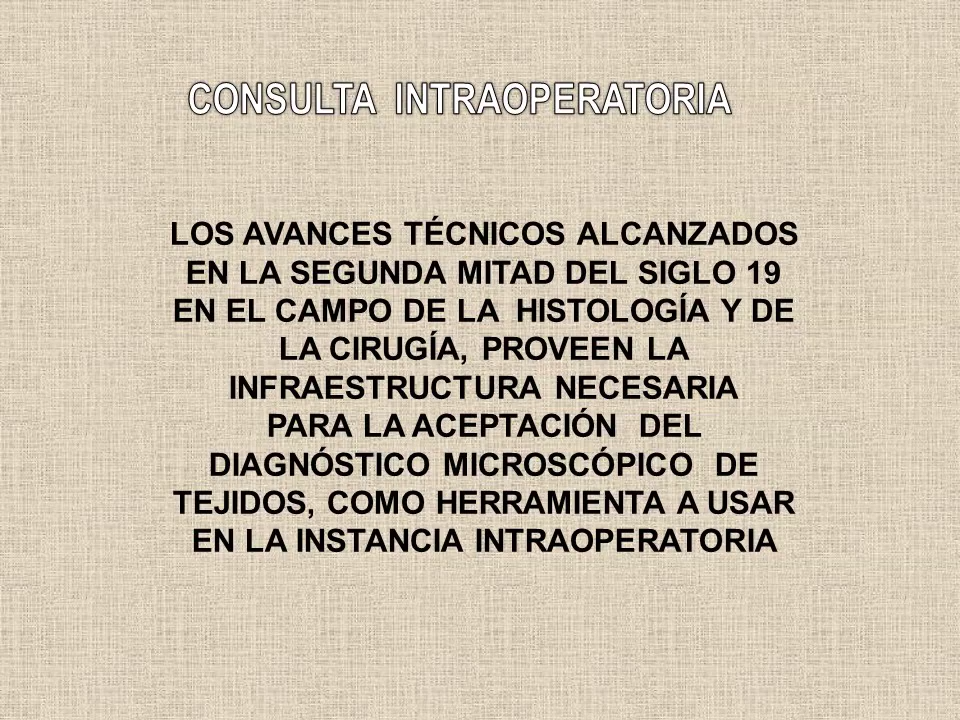 CONSULTA INTRAOPERATORIA
LOS AVANCES TÉCNICOS ALCANZADOS
EN LA SEGUNDA MITAD DEL SIGLO 19
EN EL CAMPO DE LA HISTOLOGÍA Y DE
LA CIRUGÍA, PROVEEN LA
INFRAESTRUCTURA NECESARIA
PARA LA ACEPTACIÓN DEL
DIAGNÓSTICO MICROSCÓPICO DE
TEJIDOS, COMO HERRAMIENTA A USAR
EN LA INSTANCIA INTRAOPERATORIA